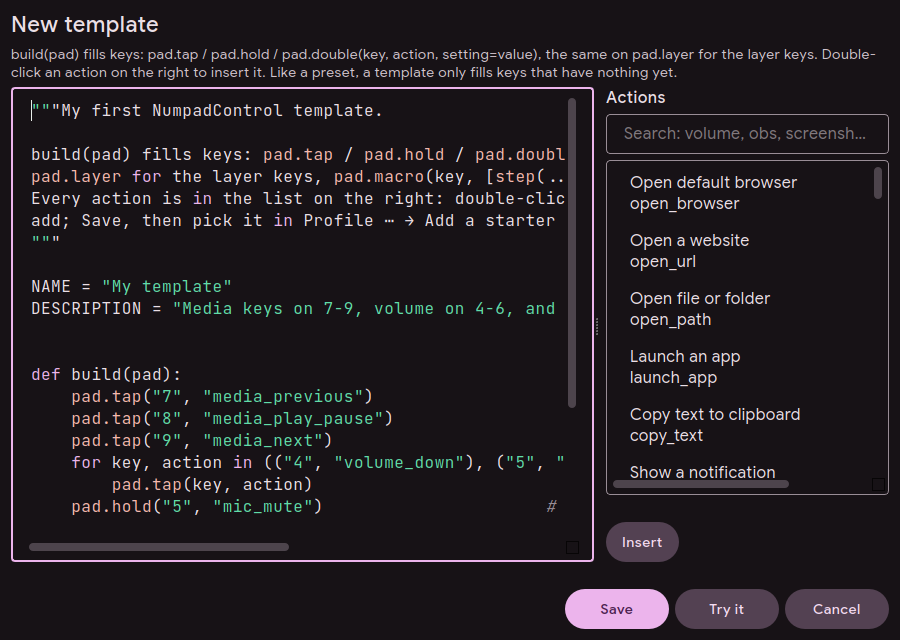 New template
build(pad) fills keys: pad.tap / pad.hold / pad.double(key, action, setting=value), the same on pad.layer for the layer keys. Double-
click an action on the right to insert it. Like a preset, a template only fills keys that have nothing yet.
"""My first NumpadControl template.
build(pad) fills keys: pad.tap / pad.hold / pad.doubl
pad.layer for the layer keys, pad.macro(key, [step(..
Every action is in the list on the right: double-clic
add; Save, then pick it in Profile ⋯ → Add a starter
"""
NAME = "My template"
DESCRIPTION = "Media keys on 7-9, volume on 4-6, and
def build(pad):
    pad.tap("7", "media_previous")
    pad.tap("8", "media_play_pause")
    pad.tap("9", "media_next")
    for key, action in (("4", "volume_down"), ("5", "
        pad.tap(key, action)
    pad.hold("5", "mic_mute")                      #
Actions
Search: volume, obs, screensh...
Open default browser
open_browser
Open a website
open_url
Open file or folder
open_path
Launch an app
launch_app
Copy text to clipboard
copy_text
Show a notification
Insert
Save
Try it
Cancel